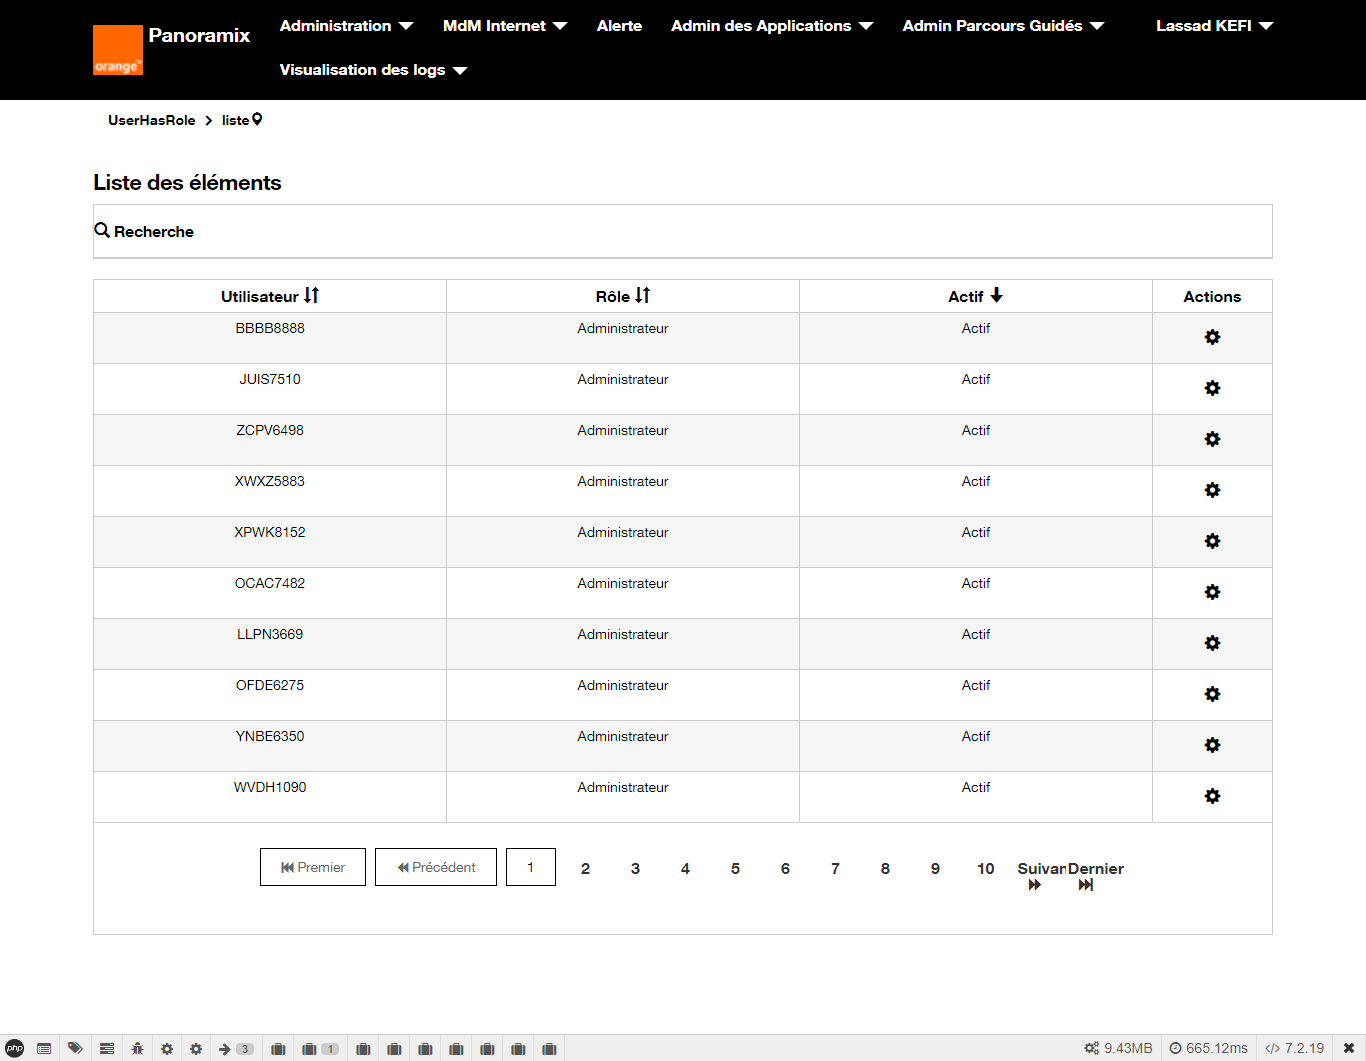 orange™
Panoramix
Administration
MdM Internet
Alerte
Admin des Applications
Admin Parcours Guidés
Lassad KEFI
Visualisation des logs
UserHasRole > liste
Liste des éléments
Recherche
Utilisateur Rôle Actif Actions
BBBB8888 Administrateur Actif
JUIS7510 Administrateur Actif
ZCPV6498 Administrateur Actif
XWXZ5883 Administrateur Actif
XPWK8152 Administrateur Actif
OCAC7482 Administrateur Actif
LLPN3669 Administrateur Actif
OFDE6275 Administrateur Actif
YNBE6350 Administrateur Actif
WVDH1090 Administrateur Actif
Premier Précédent 1 2 3 4 5 6 7 8 9 10 Suivan Dernier
php 3 1 9.43MB 665.12ms 7.2.19